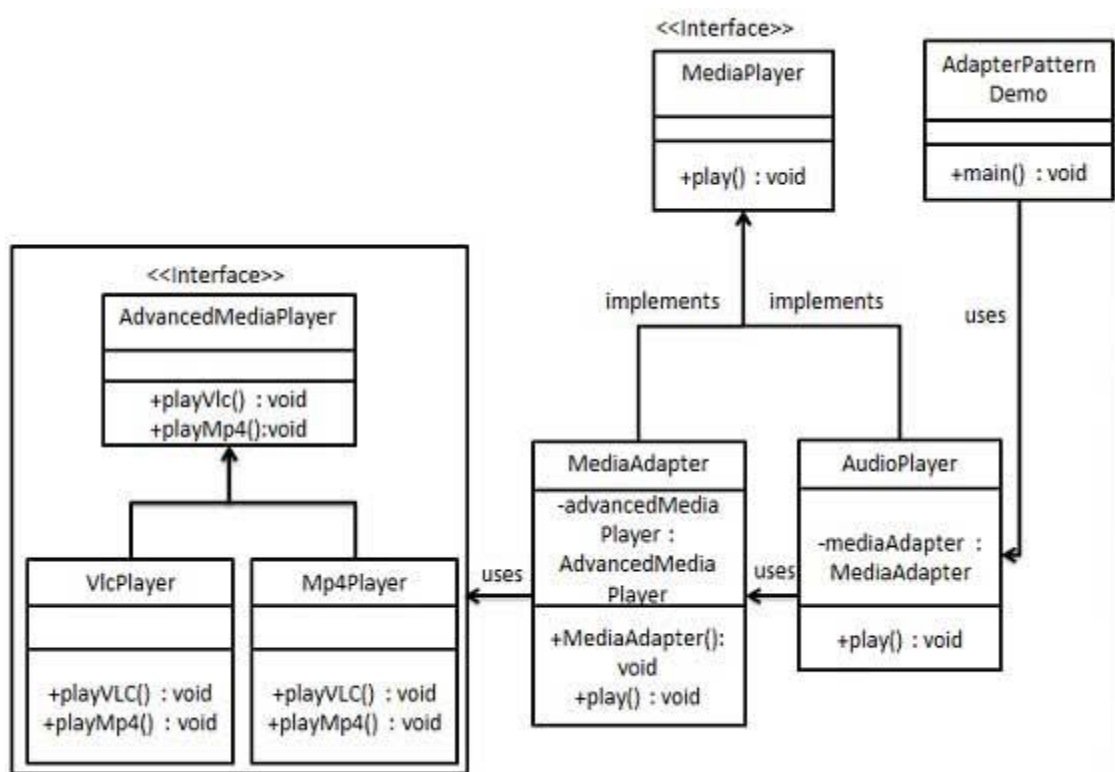 <<Interface>>
MediaPlayer
+play() : void
AdapterPattern
Demo
+main() : void
implements
implements
uses
<<Interface>>
AdvancedMediaPlayer
+playVlc() : void
+playMp4():void
VlcPlayer
+playVLC() : void
+playMp4() : void
Mp4Player
+playVLC() : void
+playMp4() : void
uses
MediaAdapter
-advancedMedia
Player :
AdvancedMedia
Player
+MediaAdapter():
void
+play() : void
uses
AudioPlayer
-mediaAdapter :
MediaAdapter
+play() : void